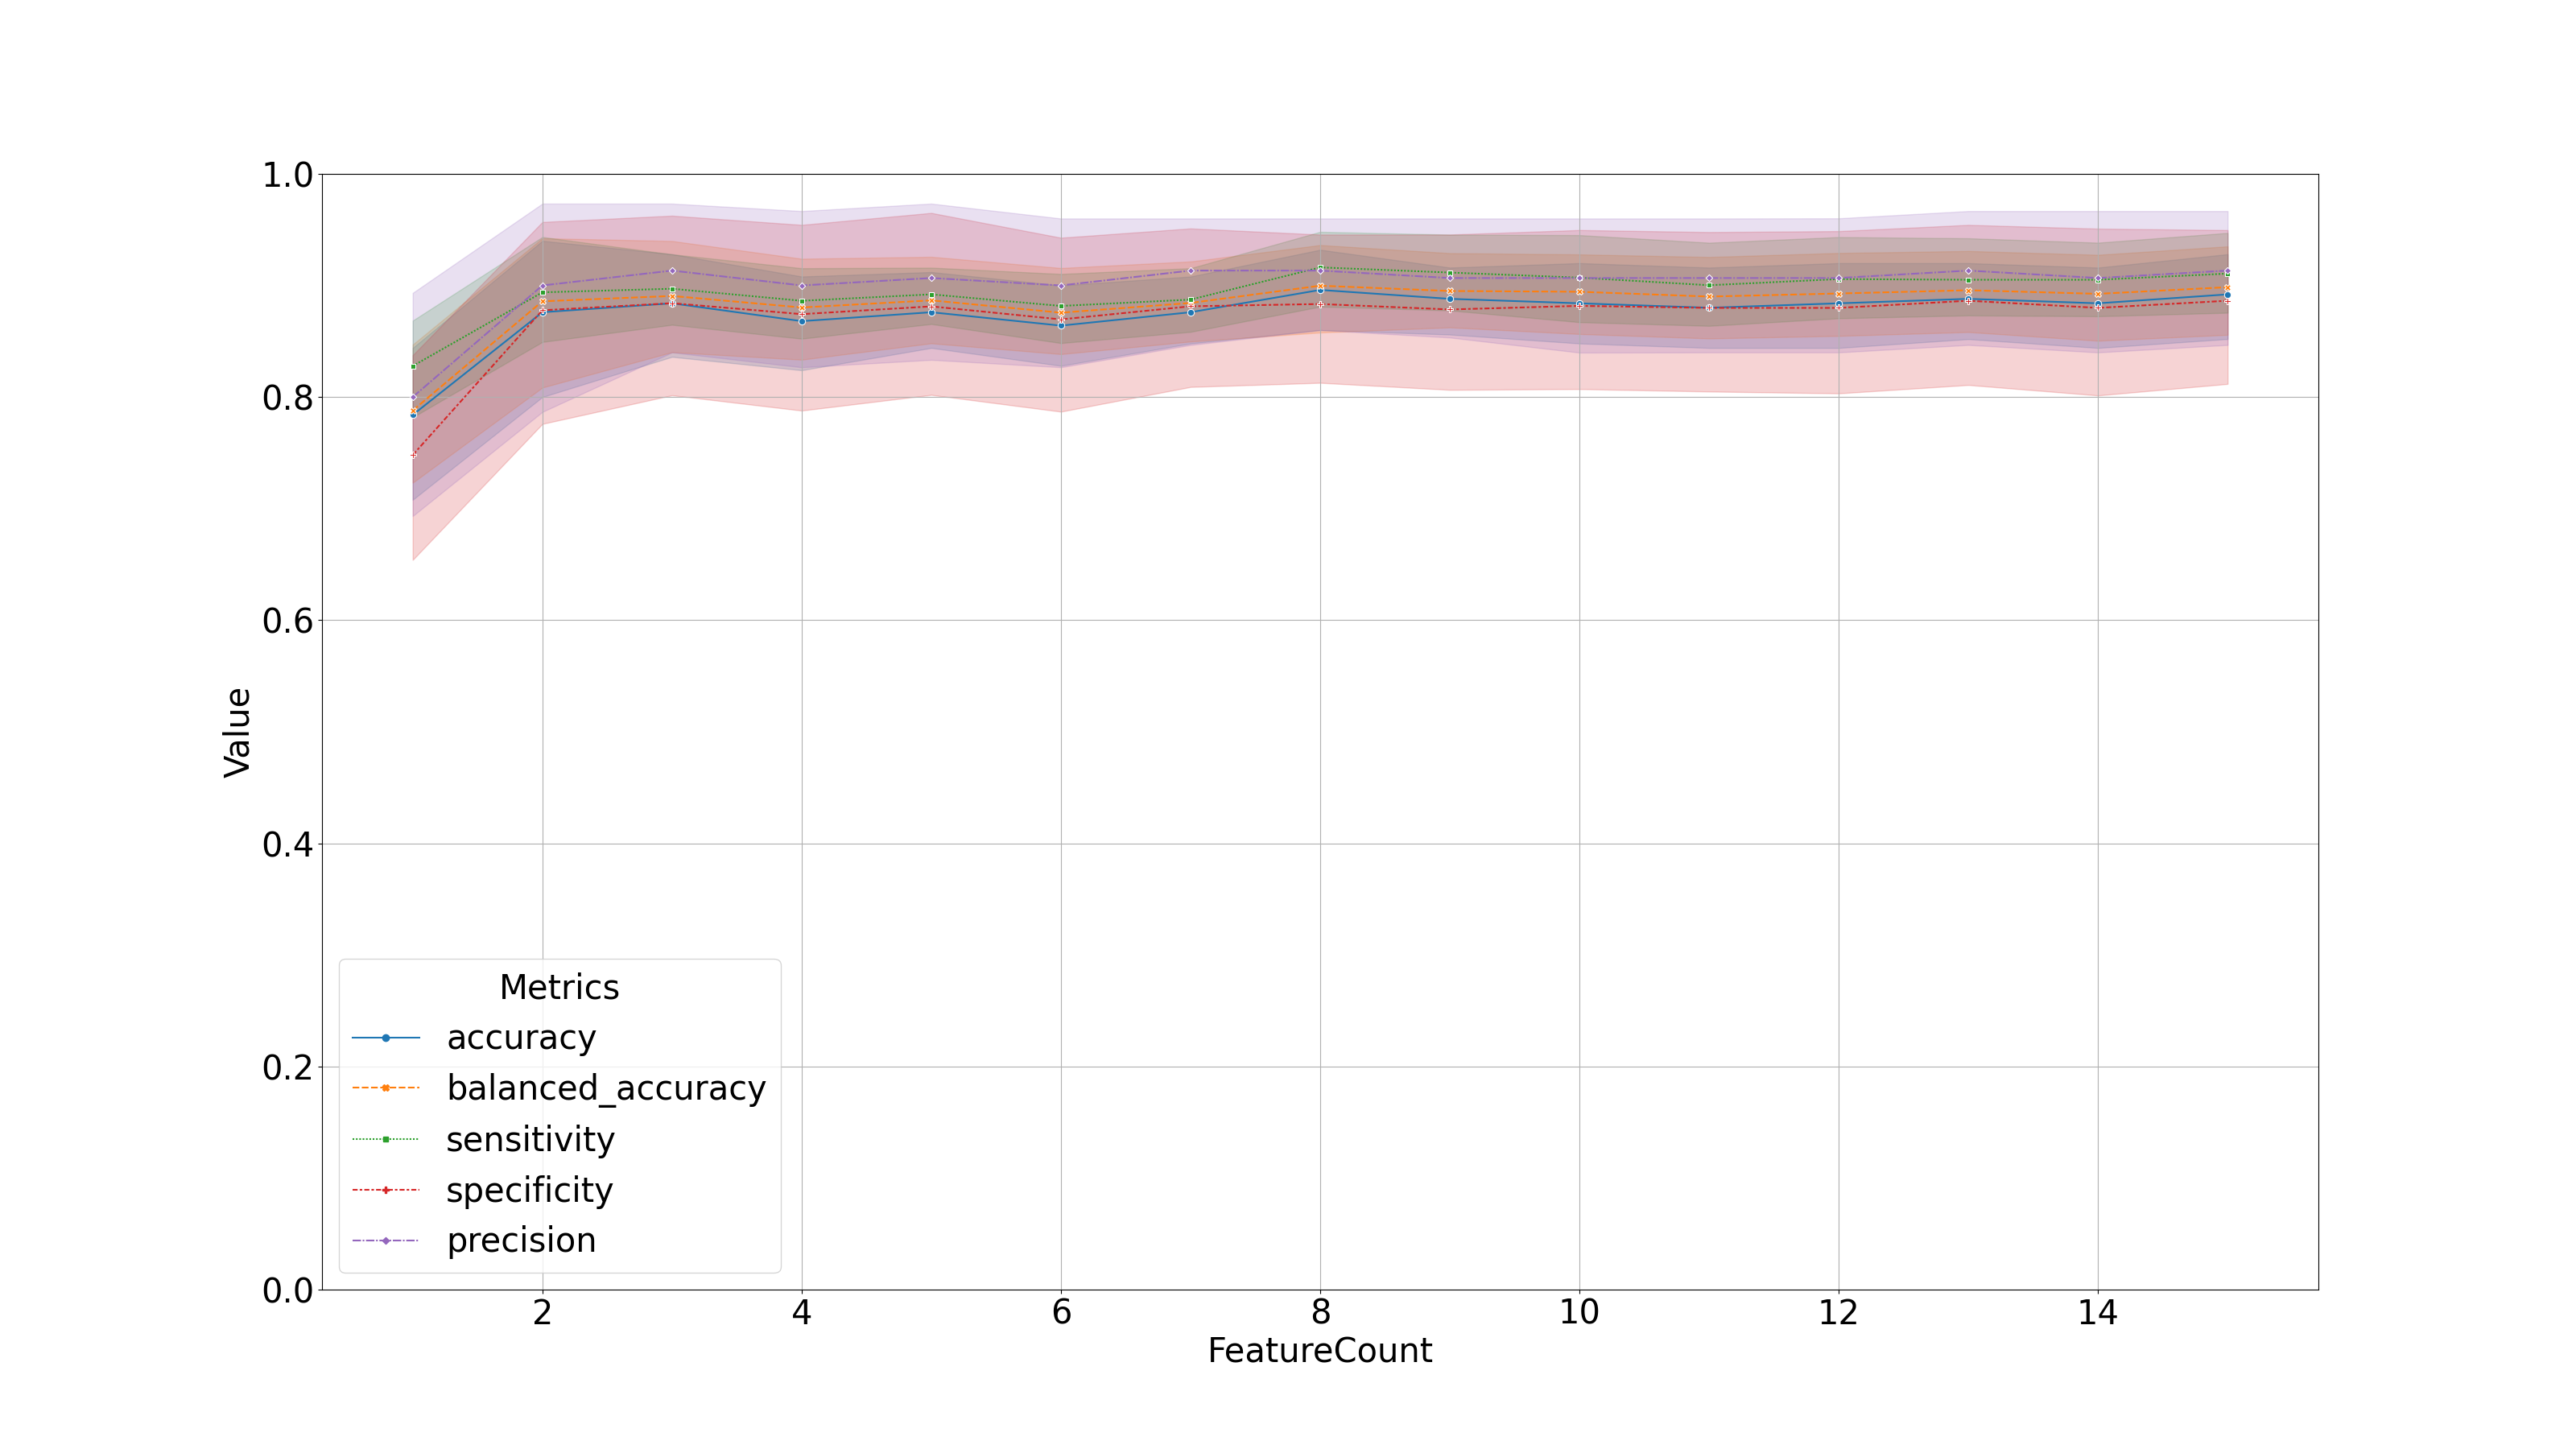 1.0
0.8
0.6
0.4
0.2
0.0
Value
Metrics
accuracy
balanced_accuracy
sensitivity
specificity
precision
2 4 6 8 10 12 14
FeatureCount